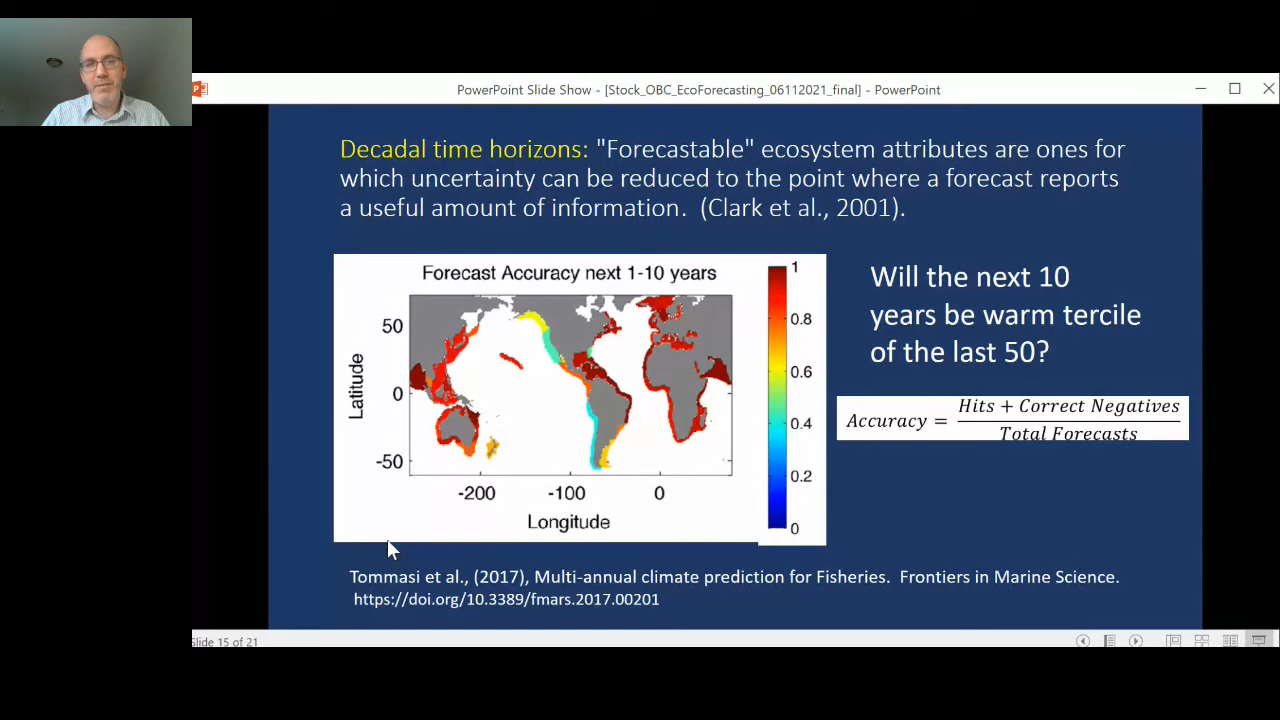 PowerPoint Slide Show - [Stock_OBC_EcoForecasting_06112021_final] - PowerPoint
Decadal time horizons: "Forecastable" ecosystem attributes are ones for
which uncertainty can be reduced to the point where a forecast reports
a useful amount of information. (Clark et al., 2001).
Forecast Accuracy next 1-10 years
50
0
-50
Latitude
-200
-100
0
Longitude
1
0.8
0.6
0.4
0.2
0
Will the next 10
years be warm tercile
of the last 50?
Accuracy = Hits + Correct Negatives
Total Forecasts
Tommasi et al., (2017), Multi-annual climate prediction for Fisheries. Frontiers in Marine Science.
https://doi.org/10.3389/fmars.2017.00201
Slide 15 of 21